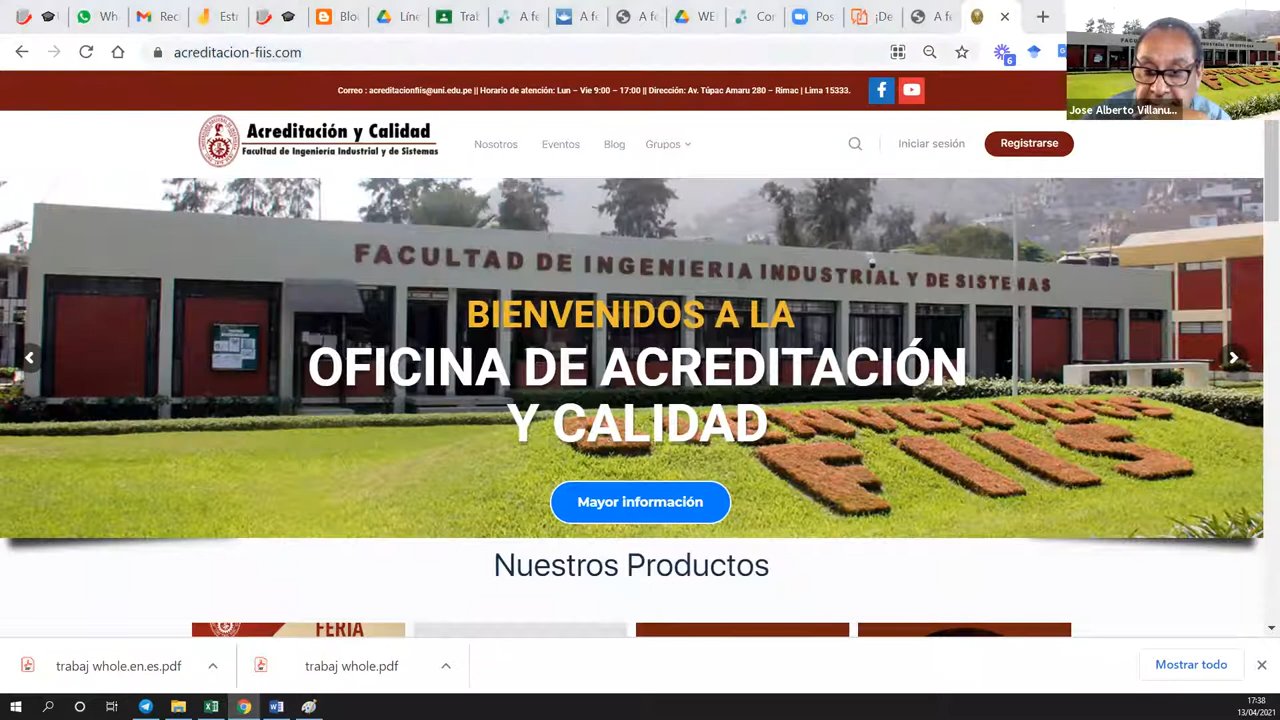 Wh
Rec
Estr
Blo
Líne
Trab
A fe
A fe
A fe
WE
Cor
Pos
¡De
A fe
acreditacion-fiis.com
6
Jose Alberto Villanu...
Correo : acreditacionfiis@uni.edu.pe || Horario de atención: Lun – Vie 9:00 – 17:00 || Dirección: Av. Túpac Amaru 280 – Rimac | Lima 15333.
Acreditación y Calidad
Facultad de Ingeniería Industrial y de Sistemas
Nosotros
Eventos
Blog
Grupos
Iniciar sesión
Registrarse
FACULTAD DE INGENIERIA INDUSTRIAL Y DE SISTEMAS
BIENVENIDOS A LA
OFICINA DE ACREDITACIÓN
Y CALIDAD
FIIS
Mayor información
Nuestros Productos
FERIA
trabaj whole.en.es.pdf
trabaj whole.pdf
Mostrar todo
17:38
13/04/2021